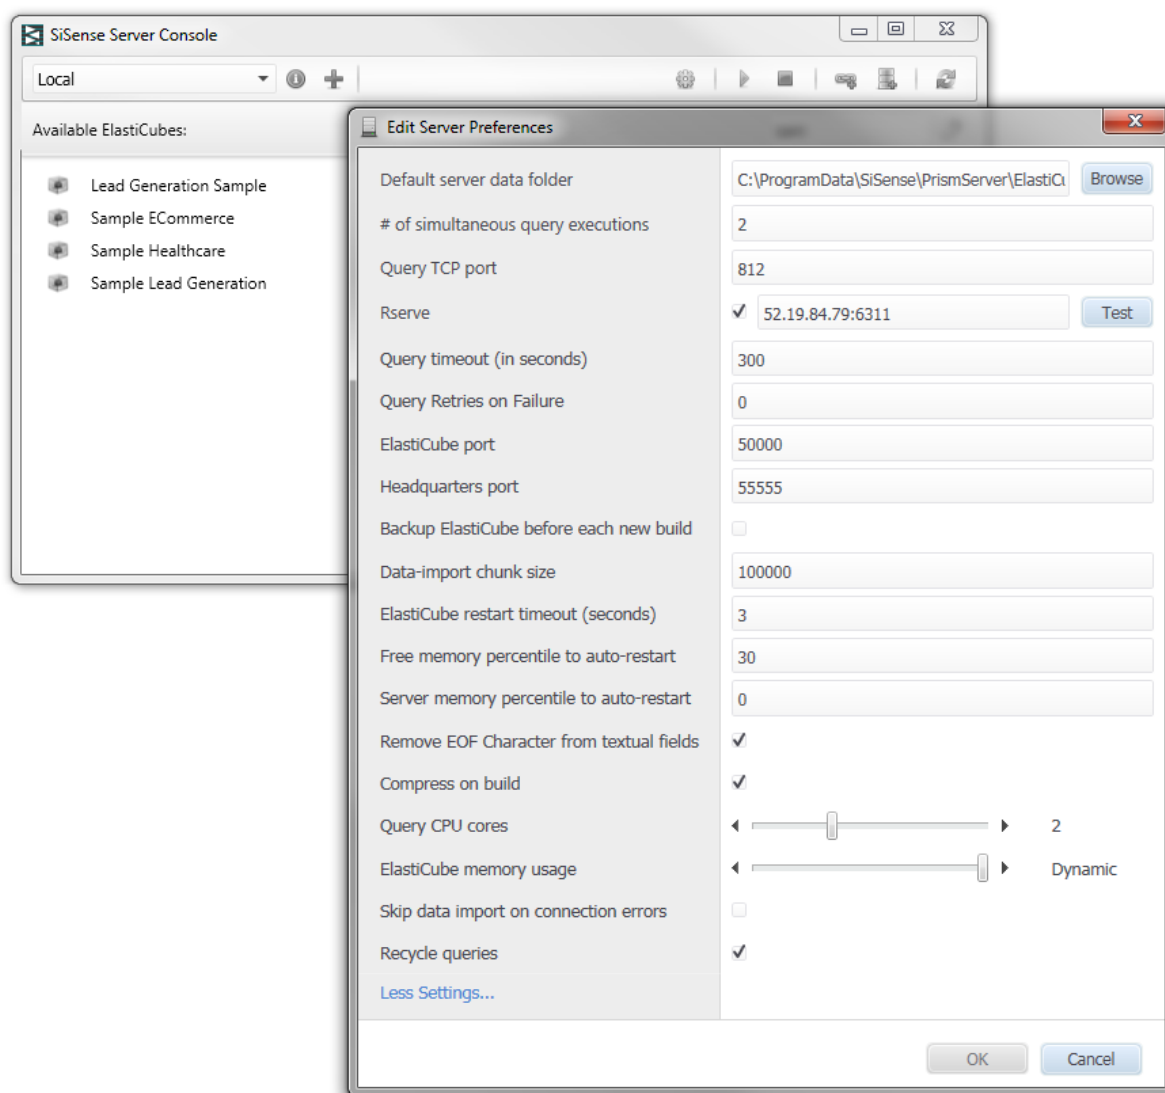 SiSense Server Console
Local
Available ElastiCubes:
Lead Generation Sample
Sample ECommerce
Sample Healthcare
Sample Lead Generation
Edit Server Preferences
Default server data folder C:\ProgramData\SiSense\PrismServer\ElastiCu Browse
# of simultaneous query executions 2
Query TCP port 812
Rserve 52.19.84.79:6311 Test
Query timeout (in seconds) 300
Query Retries on Failure 0
ElastiCube port 50000
Headquarters port 55555
Backup ElastiCube before each new build
Data-import chunk size 100000
ElastiCube restart timeout (seconds) 3
Free memory percentile to auto-restart 30
Server memory percentile to auto-restart 0
Remove EOF Character from textual fields
Compress on build
Query CPU cores 2
ElastiCube memory usage Dynamic
Skip data import on connection errors
Recycle queries
Less Settings...
OK Cancel